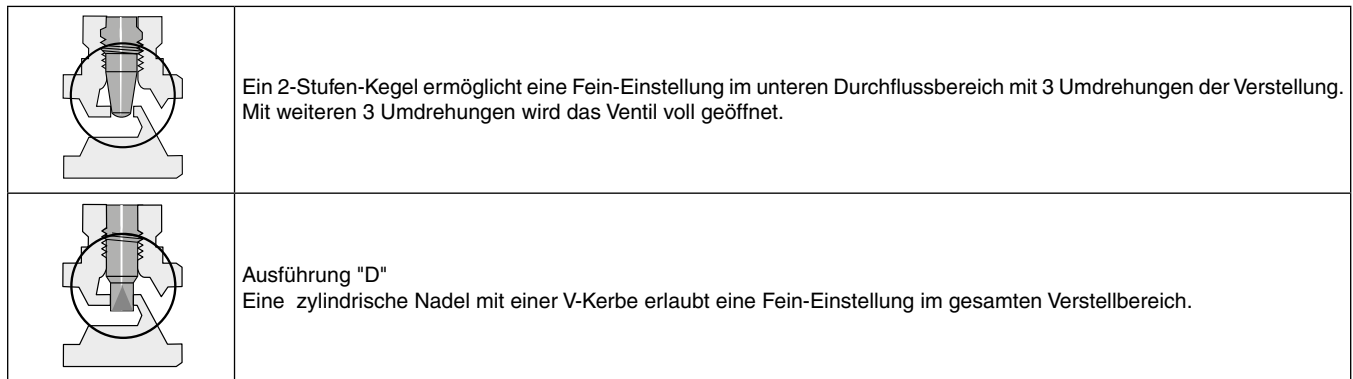 Ein 2-Stufen-Kegel ermöglicht eine Fein-Einstellung im unteren Durchflussbereich mit 3 Umdrehungen der Verstellung.
Mit weiteren 3 Umdrehungen wird das Ventil voll geöffnet.
Ausführung "D"
Eine zylindrische Nadel mit einer V-Kerbe erlaubt eine Fein-Einstellung im gesamten Verstellbereich.